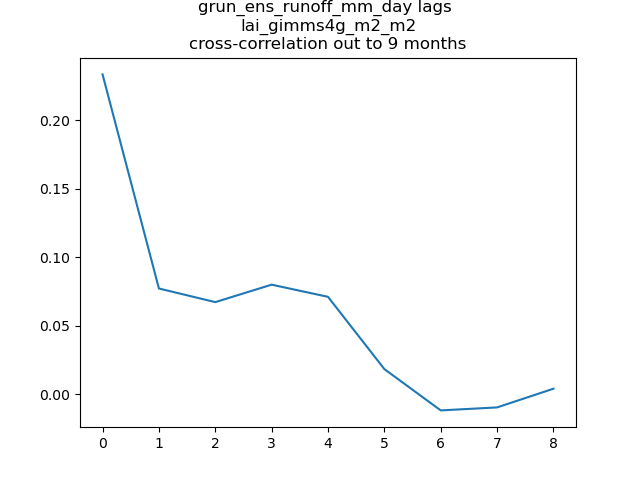 grun_ens_runoff_mm_day lags
lai_gimms4g_m2_m2
cross-correlation out to 9 months
0.20
0.15
0.10
0.05
0.00
0 1 2 3 4 5 6 7 8